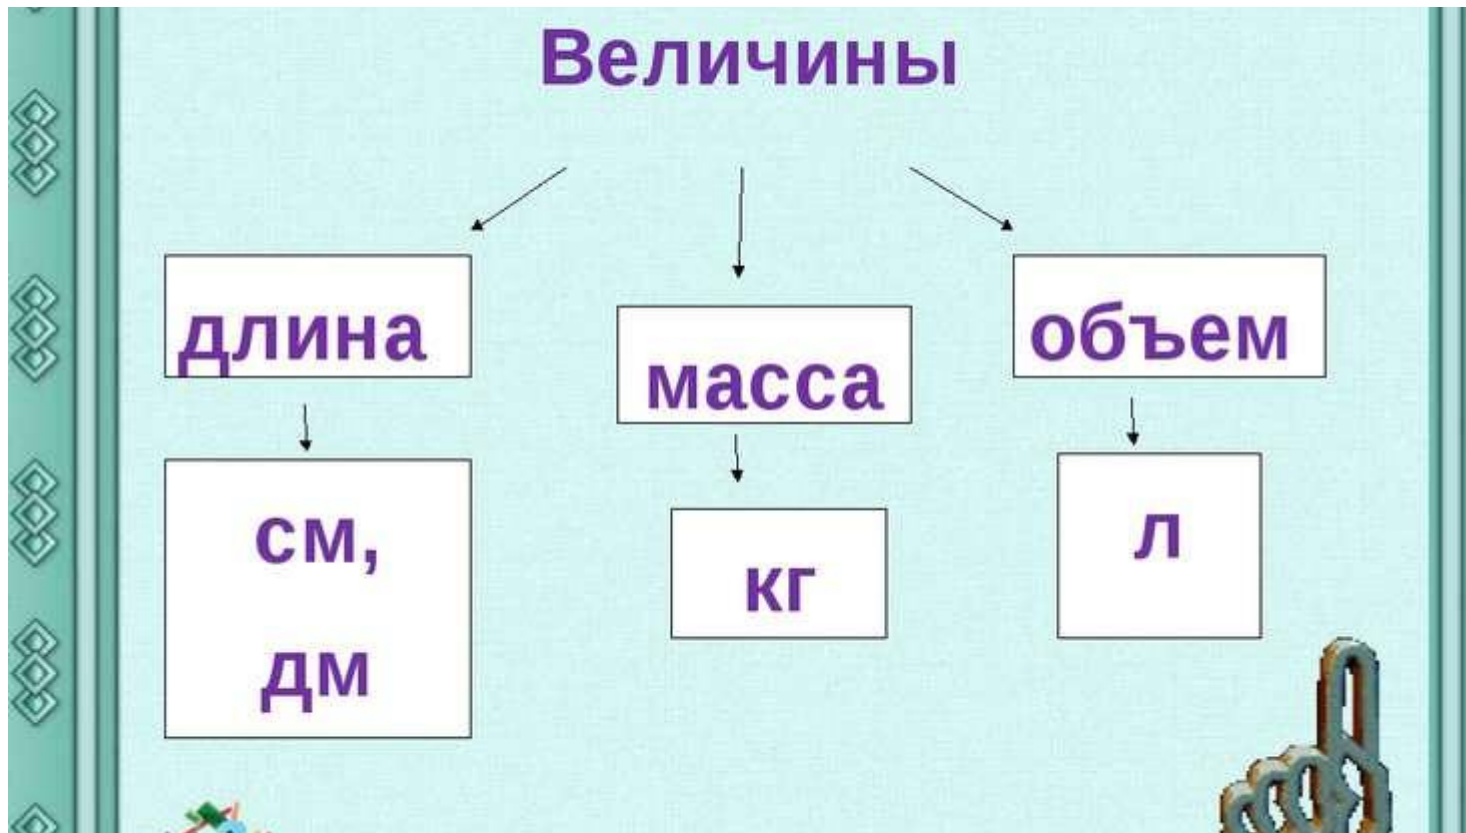 Величины
длина
масса
объем
см,
дм
кг
л